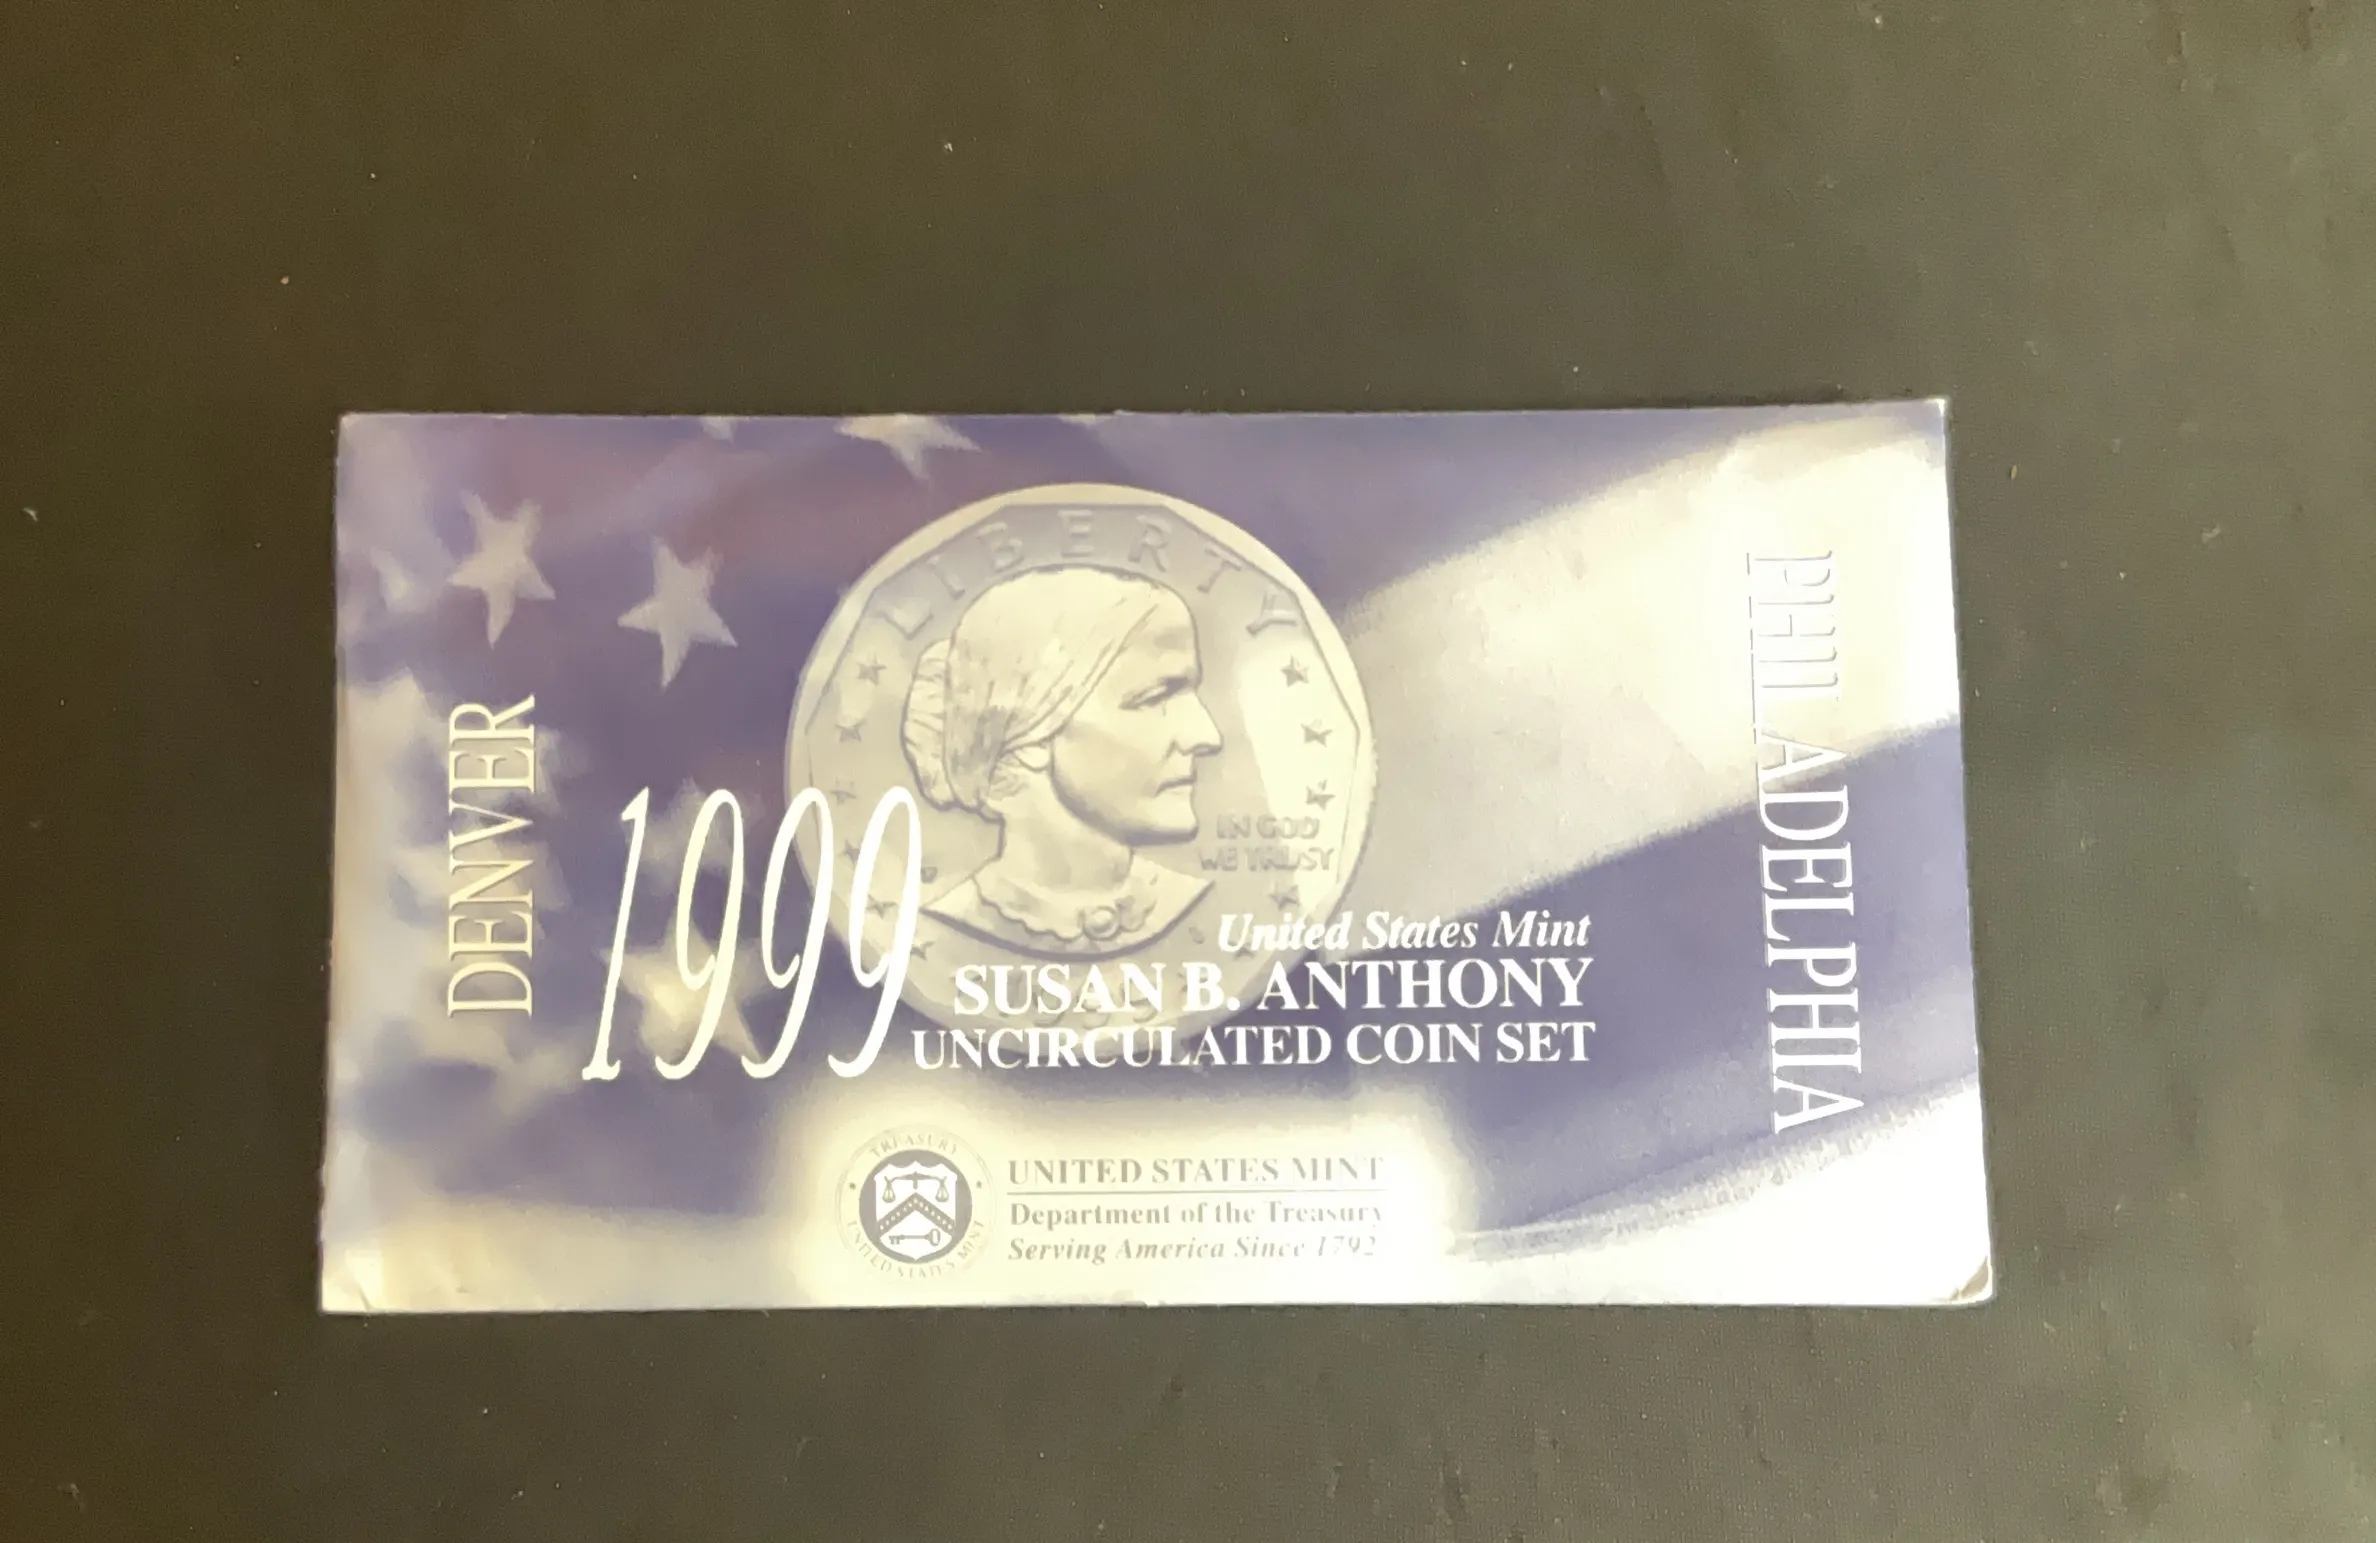 DENVER
LIBERTY
IN GOD
WE TRUST
1999
United States Mint
SUSAN B. ANTHONY
1999
UNCIRCULATED COIN SET
PHILADELPHIA
TREASURY
UNITED STATES MINT
UNITED STATES MINT
Department of the Treasury
Serving America Since 1792